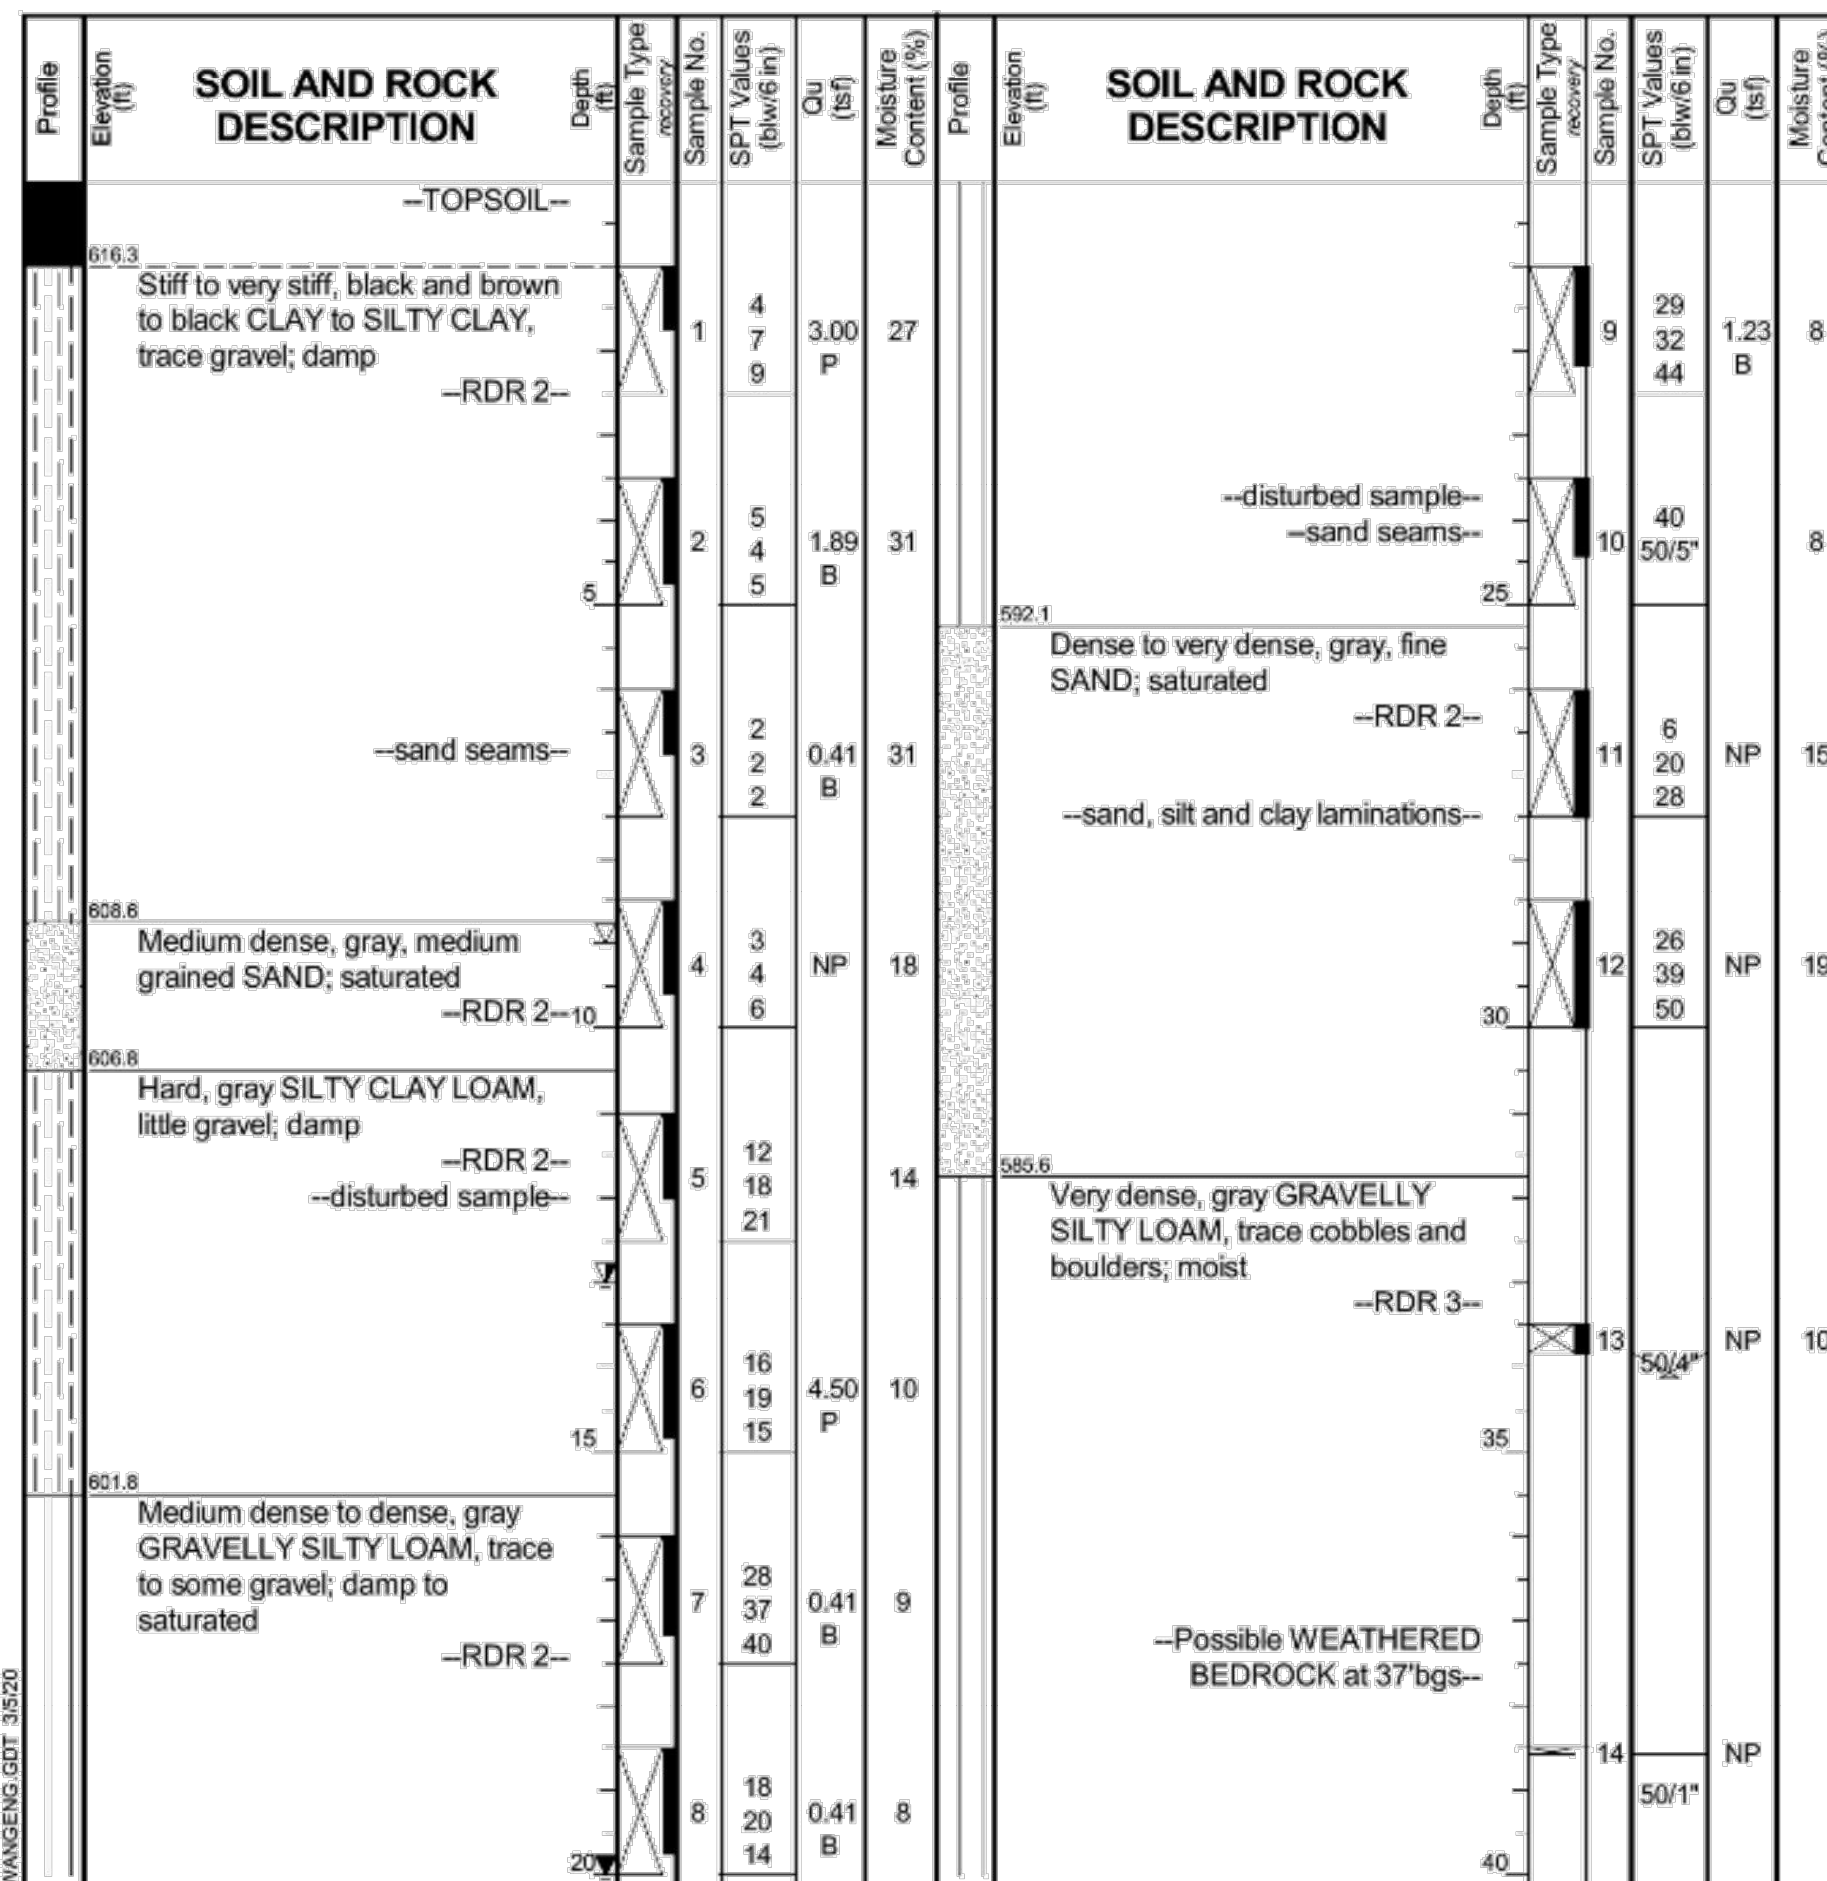 Profile
Elevation
(ft)
SOIL AND ROCK
DESCRIPTION
Depth
(ft)
Sample Type
recovery
Sample No.
SPT Values
(blw/6 in)
Qu
(tsf)
Moisture
Content (%)
--TOPSOIL--
616.3
Stiff to very stiff, black and brown
to black CLAY to SILTY CLAY,
trace gravel; damp
--RDR 2--
1
4
7
9
3.00
P
27
2
5
4
5
1.89
B
31
5
--sand seams--
3
2
2
2
0.41
B
31
608.6
Medium dense, gray, medium
grained SAND; saturated
--RDR 2--
10
4
3
4
6
NP
18
606.8
Hard, gray SILTY CLAY LOAM,
little gravel; damp
--RDR 2--
--disturbed sample--
5
12
18
21
14
6
16
19
15
4.50
P
10
15
601.8
Medium dense to dense, gray
GRAVELLY SILTY LOAM, trace
to some gravel; damp to
saturated
--RDR 2--
7
28
37
40
0.41
B
9
8
18
20
14
0.41
B
8
20
WANGENG.GDT 3/5/20
Profile
Elevation
(ft)
SOIL AND ROCK
DESCRIPTION
Depth
(ft)
Sample Type
recovery
Sample No.
SPT Values
(blw/6 in)
Qu
(tsf)
Moisture
Content (%)
9
29
32
44
1.23
B
8
--disturbed sample--
--sand seams--
10
40
50/5"
8
25
592.1
Dense to very dense, gray, fine
SAND; saturated
--RDR 2--
11
6
20
28
NP
15
--sand, silt and clay laminations--
12
26
39
50
NP
19
30
585.6
Very dense, gray GRAVELLY
SILTY LOAM, trace cobbles and
boulders; moist
--RDR 3--
13
50/4"
NP
10
35
--Possible WEATHERED
BEDROCK at 37'bgs--
14
NP
50/1"
40